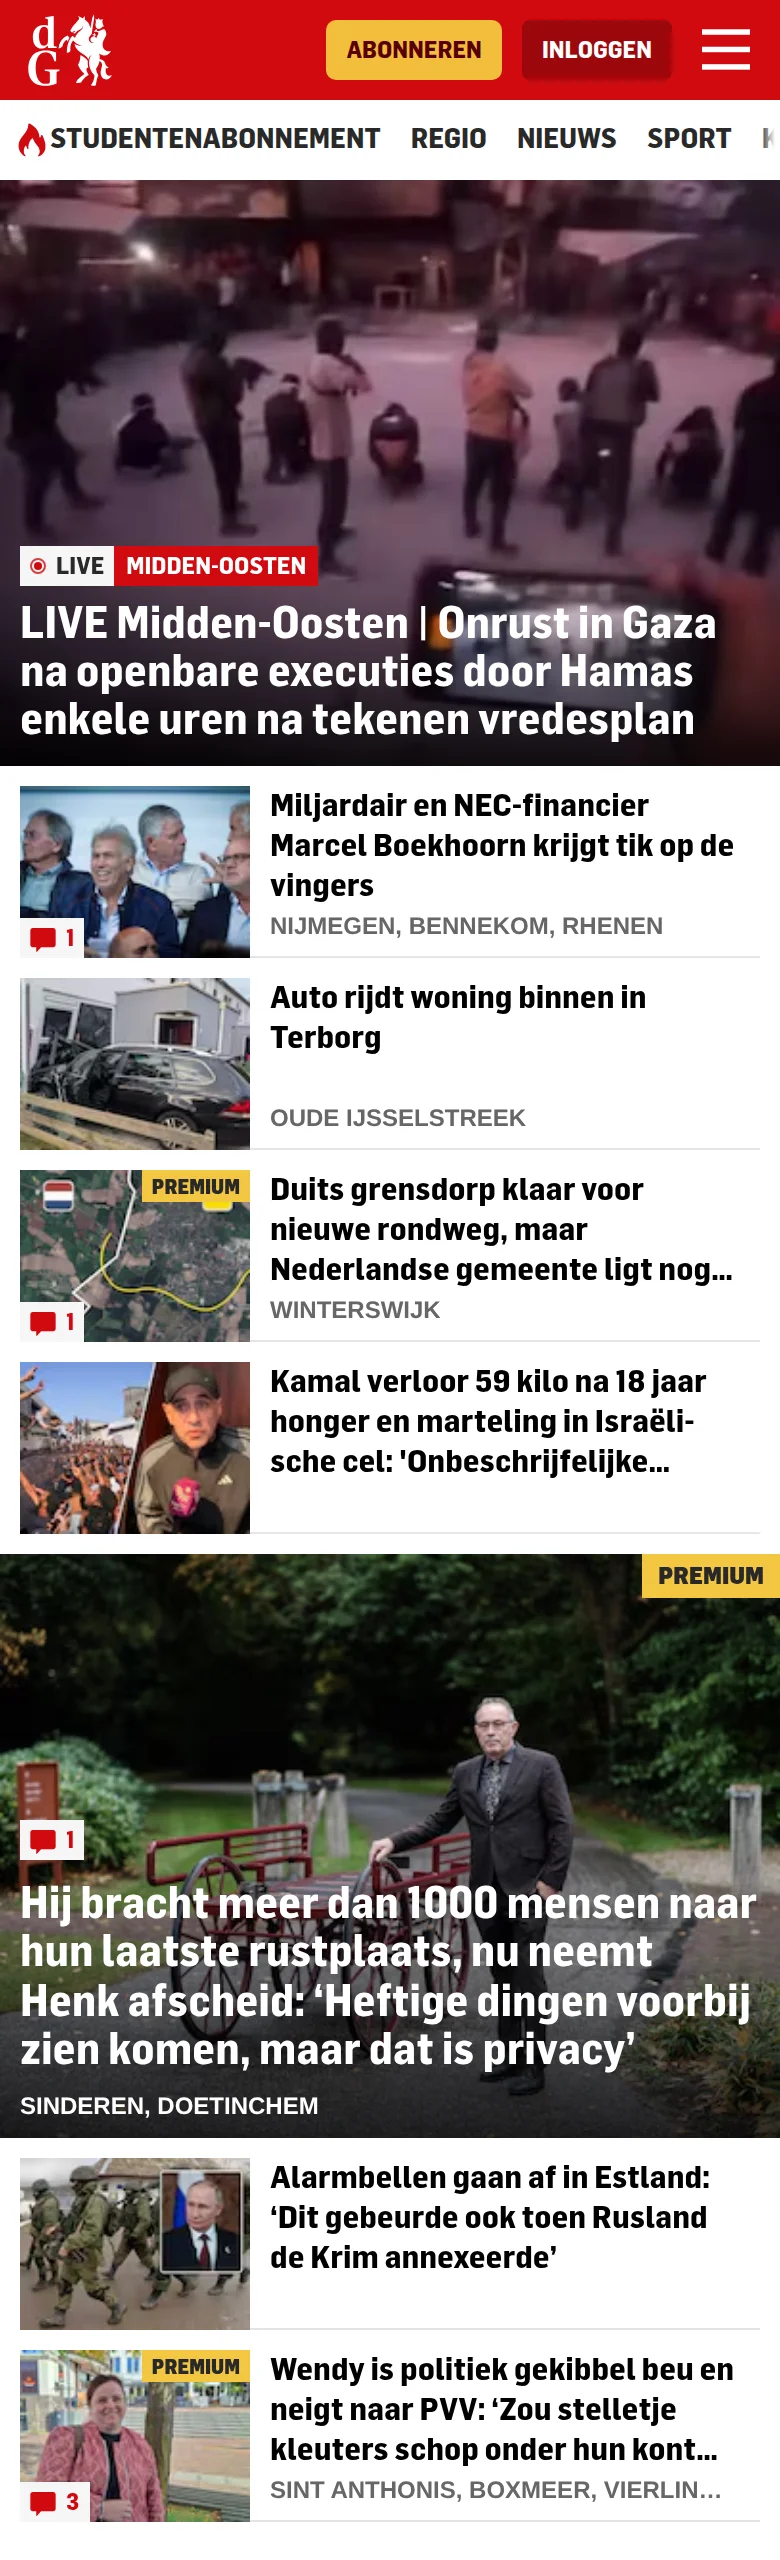 dG
ABONNEREN
INLOGGEN
STUDENTENABONNEMENT REGIO NIEUWS SPORT
LIVE MIDDEN-OOSTEN
LIVE Midden-Oosten | Onrust in Gaza
na openbare executies door Hamas
enkele uren na tekenen vredesplan
Miljardair en NEC-financier
Marcel Boekhoorn krijgt tik op de
vingers
NIJMEGEN, BENNEKOM, RHENEN
1
Auto rijdt woning binnen in
Terborg
OUDE IJSSELSTREEK
PREMIUM
Duits grensdorp klaar voor
nieuwe rondweg, maar
Nederlandse gemeente ligt nog...
WINTERSWIJK
1
Kamal verloor 59 kilo na 18 jaar
honger en marteling in Israëli-
sche cel: 'Onbeschrijfelijke...
PREMIUM
1
Hij bracht meer dan 1000 mensen naar
hun laatste rustplaats, nu neemt
Henk afscheid: ‘Heftige dingen voorbij
zien komen, maar dat is privacy’
SINDEREN, DOETINCHEM
Alarmbellen gaan af in Estland:
‘Dit gebeurde ook toen Rusland
de Krim annexeerde’
PREMIUM
Wendy is politiek gekibbel beu en
neigt naar PVV: ‘Zou stelletje
kleuters schop onder hun kont...
SINT ANTHONIS, BOXMEER, VIERLIN...
3